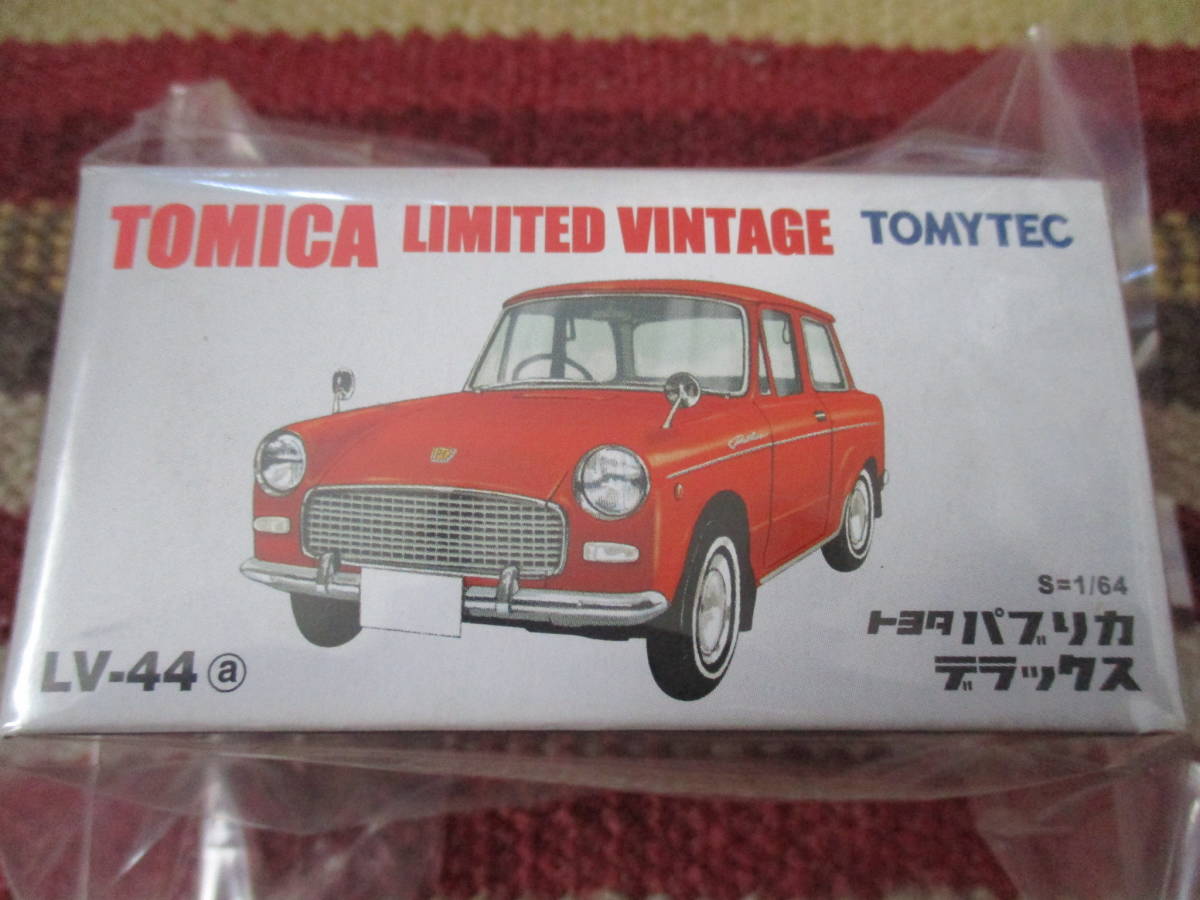 TOMICA LIMITED VINTAGE TOMYTEC
S=1/64
トヨタ パブリカ
デラックス
LV-44ⓐ